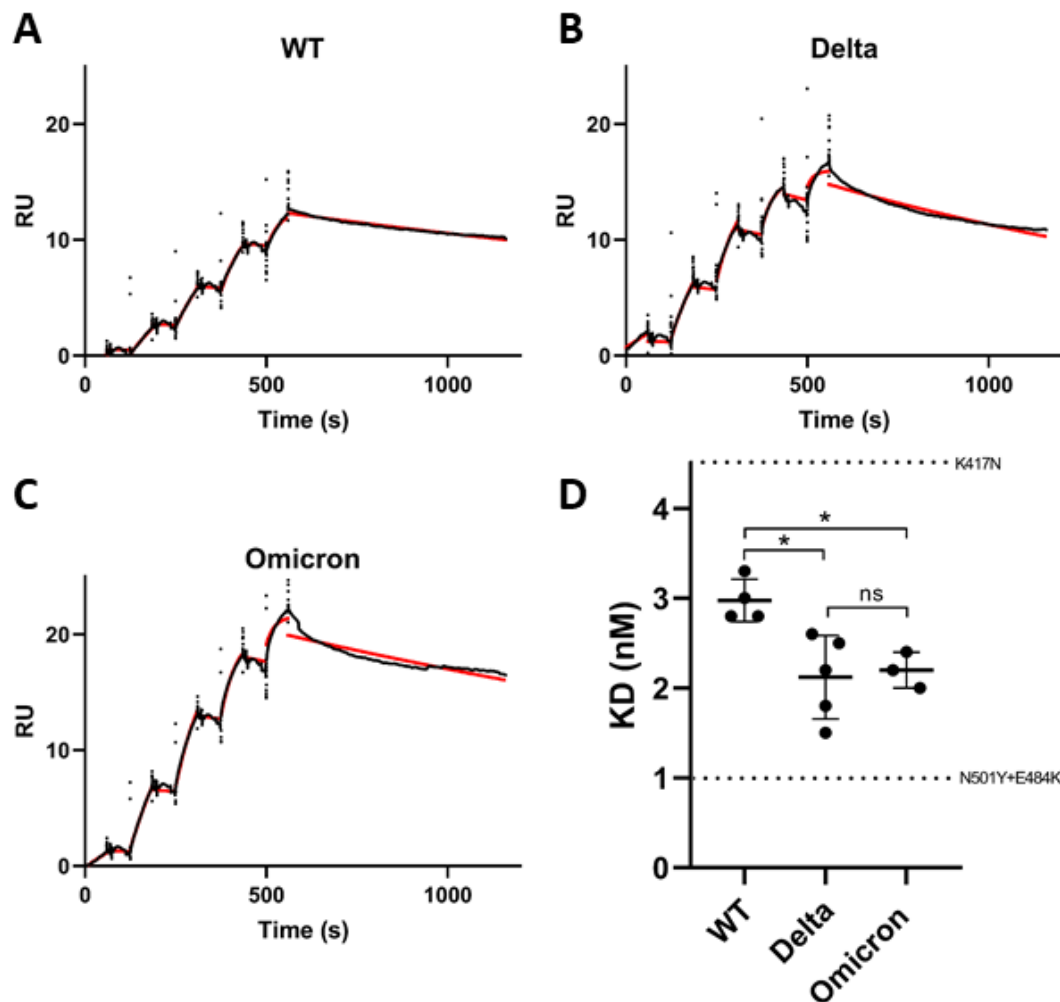 A
WT
20
10
0
RU
0
500
1000
Time (s)
B
Delta
20
10
0
RU
0
500
1000
Time (s)
C
Omicron
20
10
0
RU
0
500
1000
Time (s)
D
K417N
4
*
*
3
ns
2
1
N501Y+E484K
0
KD (nM)
WT
Delta
Omicron